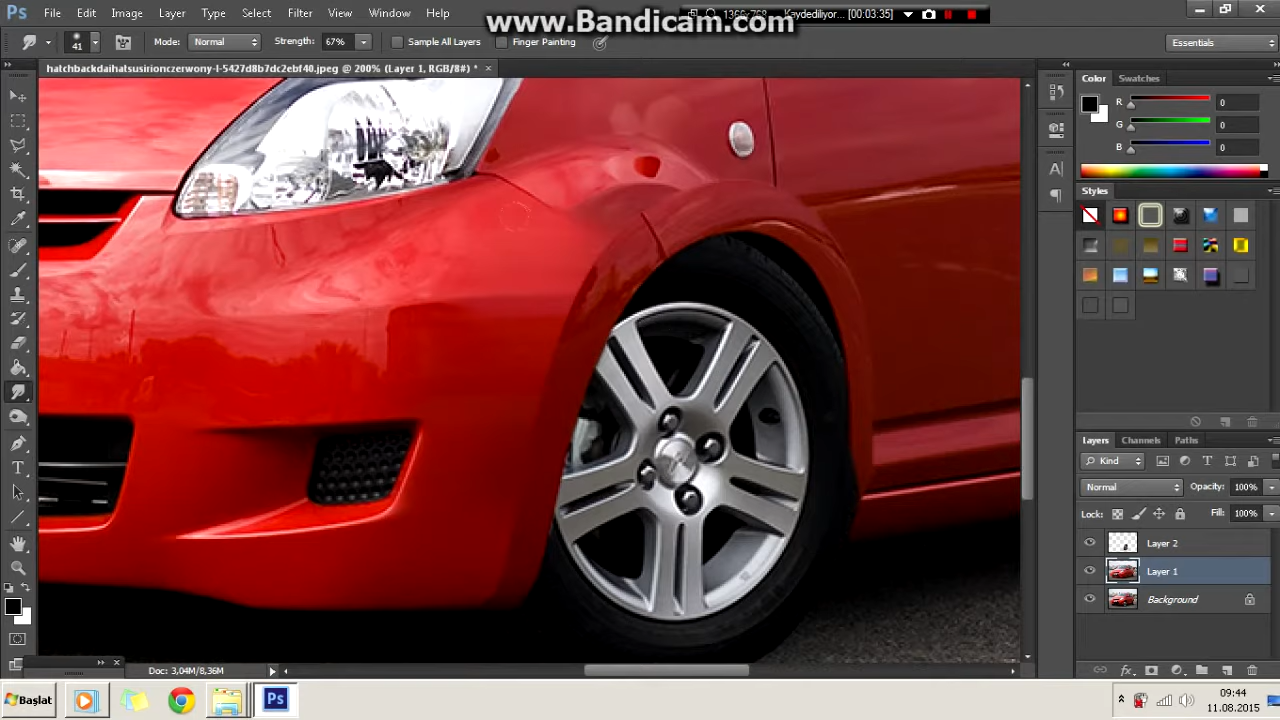 www.Bandicam.com
Ps File Edit Image Layer Type Select Filter View Window Help
1366x768 Kaydediliyor... [00:03:35]
41 Mode: Normal Strength: 67% Sample All Layers Finger Painting Essentials
hatchbackdaihatsusirionczerwony-l-5427d8b7dc2ebf40.jpeg @ 200% (Layer 1, RGB/8#) *
Color Swatches
R 0
G 0
B 0
Styles
Layers Channels Paths
Kind
Normal Opacity: 100%
Lock: Fill: 100%
Layer 2
Layer 1
Background
Doc: 3,04M/8,36M
Başlat Ps 09:44
11.08.2015